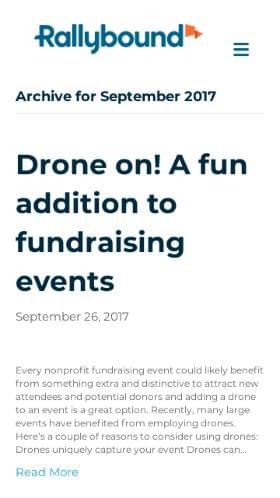 Rallybound
Archive for September 2017
Drone on! A fun
addition to
fundraising
events
September 26, 2017
Every nonprofit fundraising event could likely benefit
from something extra and distinctive to attract new
attendees and potential donors and adding a drone
to an event is a great option. Recently, many large
events have benefited from employing drones.
Here's a couple of reasons to consider using drones:
Drones uniquely capture your event Drones can...
Read More